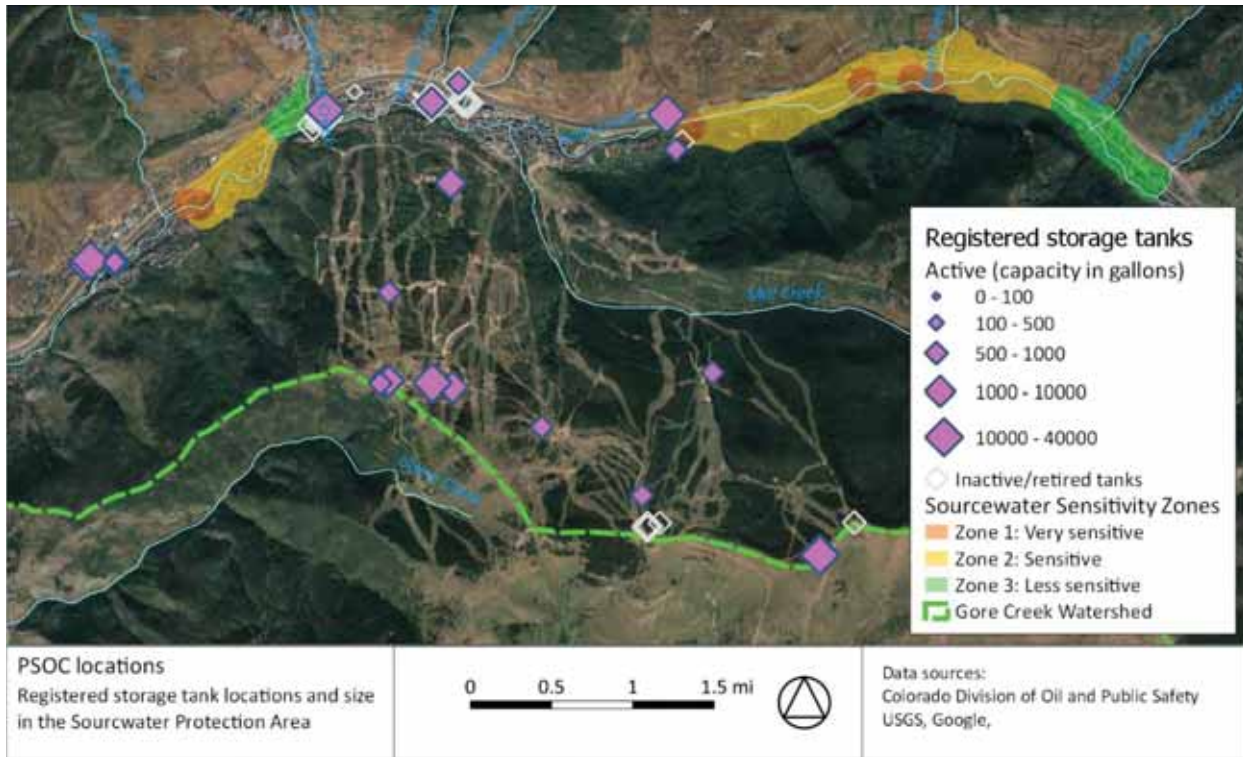 Mill Creek
Registered storage tanks
Active (capacity in gallons)
0 - 100
100 - 500
500 - 1000
1000 - 10000
10000 - 40000
Inactive/retired tanks
Sourcewater Sensitivity Zones
Zone 1: Very sensitive
Zone 2: Sensitive
Zone 3: Less sensitive
Gore Creek Watershed
PSOC locations
Registered storage tank locations and size
in the Sourcwater Protection Area
0 0.5 1 1.5 mi
Data sources:
Colorado Division of Oil and Public Safety
USGS, Google,